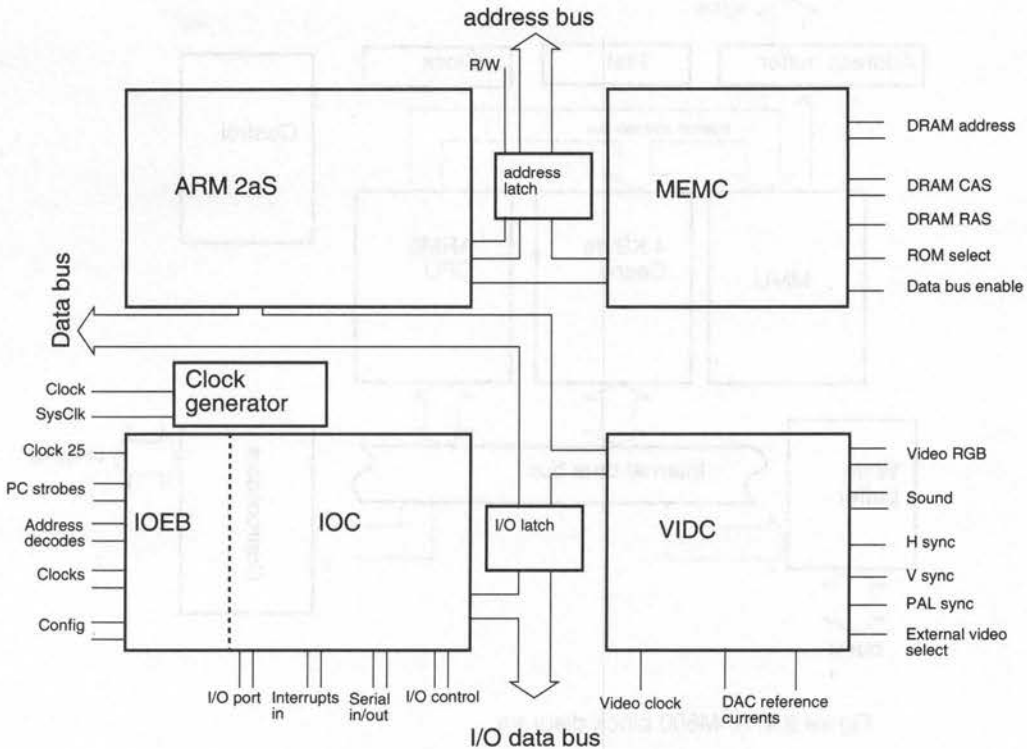 address bus
R/W
ARM 2aS
address
latch
MEMC
DRAM address
DRAM CAS
DRAM RAS
ROM select
Data bus enable
Data bus
Clock
generator
Clock
SysClk
Clock 25
PC strobes
Address
decodes
Clocks
Config
IOEB
IOC
I/O latch
VIDC
Video RGB
Sound
H sync
V sync
PAL sync
External video
select
I/O port
Interrupts
in
Serial
in/out
I/O control
Video clock
DAC reference
currents
I/O data bus